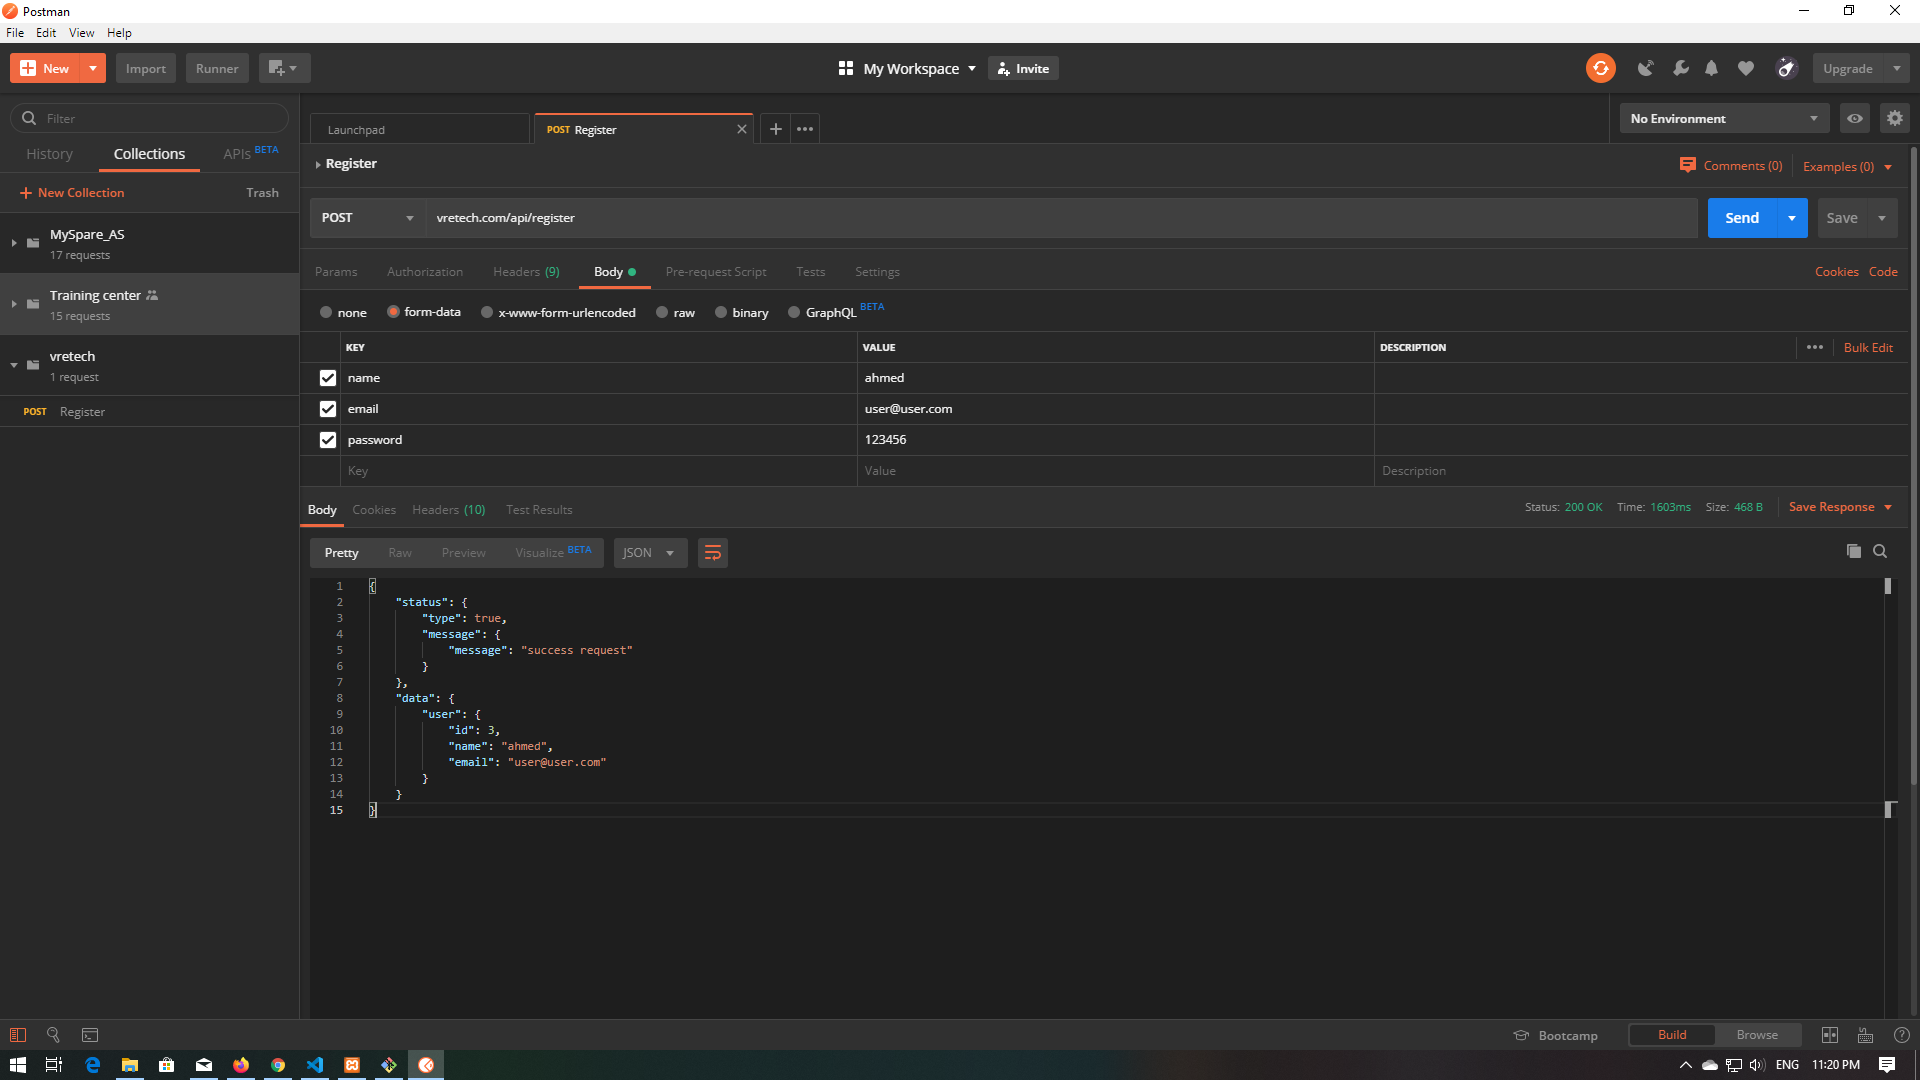 Postman
File Edit View Help
New Import Runner My Workspace Invite Upgrade
Filter
History Collections APIs BETA
New Collection Trash
MySpare_AS
17 requests
Training center
15 requests
vretech
1 request
POST Register
Launchpad POST Register No Environment
Register Comments (0) Examples (0)
POST vretech.com/api/register Send Save
Params Authorization Headers (9) Body Pre-request Script Tests Settings Cookies Code
none form-data x-www-form-urlencoded raw binary GraphQL BETA
KEY VALUE DESCRIPTION Bulk Edit
name ahmed
email user@user.com
password 123456
Key Value Description
Body Cookies Headers (10) Test Results Status: 200 OK Time: 1603ms Size: 468 B Save Response
Pretty Raw Preview Visualize BETA JSON
1 {
2 "status": {
3 "type": true,
4 "message": {
5 "message": "success request"
6 }
7 },
8 "data": {
9 "user": {
10 "id": 3,
11 "name": "ahmed",
12 "email": "user@user.com"
13 }
14 }
15 }
Bootcamp Build Browse
ENG 11:20 PM